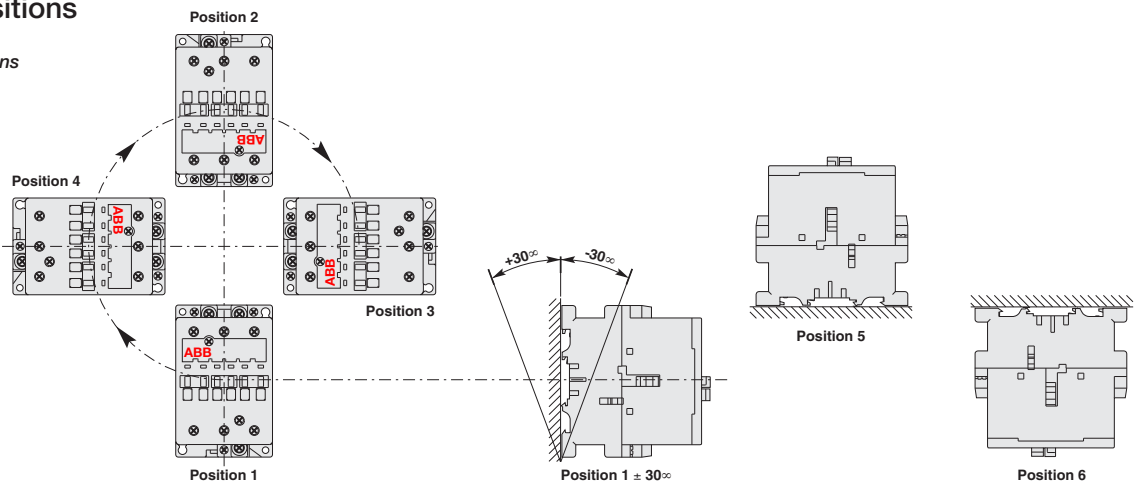 sitions
ns
Position 2
ABB
Position 4
ABB
ABB
Position 3
ABB
Position 1
+30∞
-30∞
Position 1 ± 30∞
Position 5
Position 6